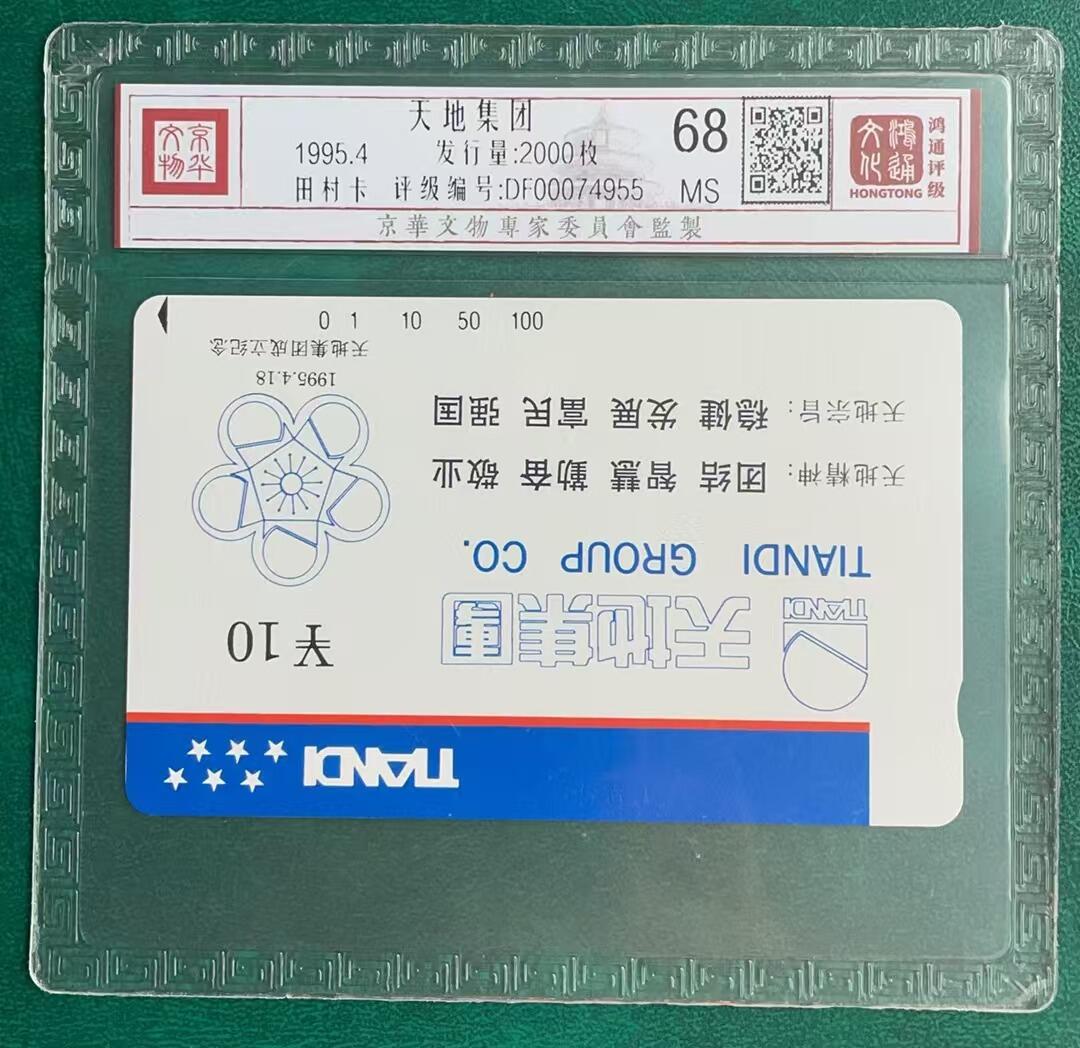 京华文物
天地集团
1995.4 发行量:2000枚
田村卡 评级编号:DF00074955
68
MS
鸿通文化
HONGTONG
鸿通评级
京華文物專家委員會監製
0 1 10 50 100
天地集团成立纪念
1995.4.18
天地宗旨: 稳健 发展 富民 强国
天地精神: 团结 智慧 勤奋 敬业
TIANDI GROUP CO.
TIANDI
天地集團
¥10
TIANDI